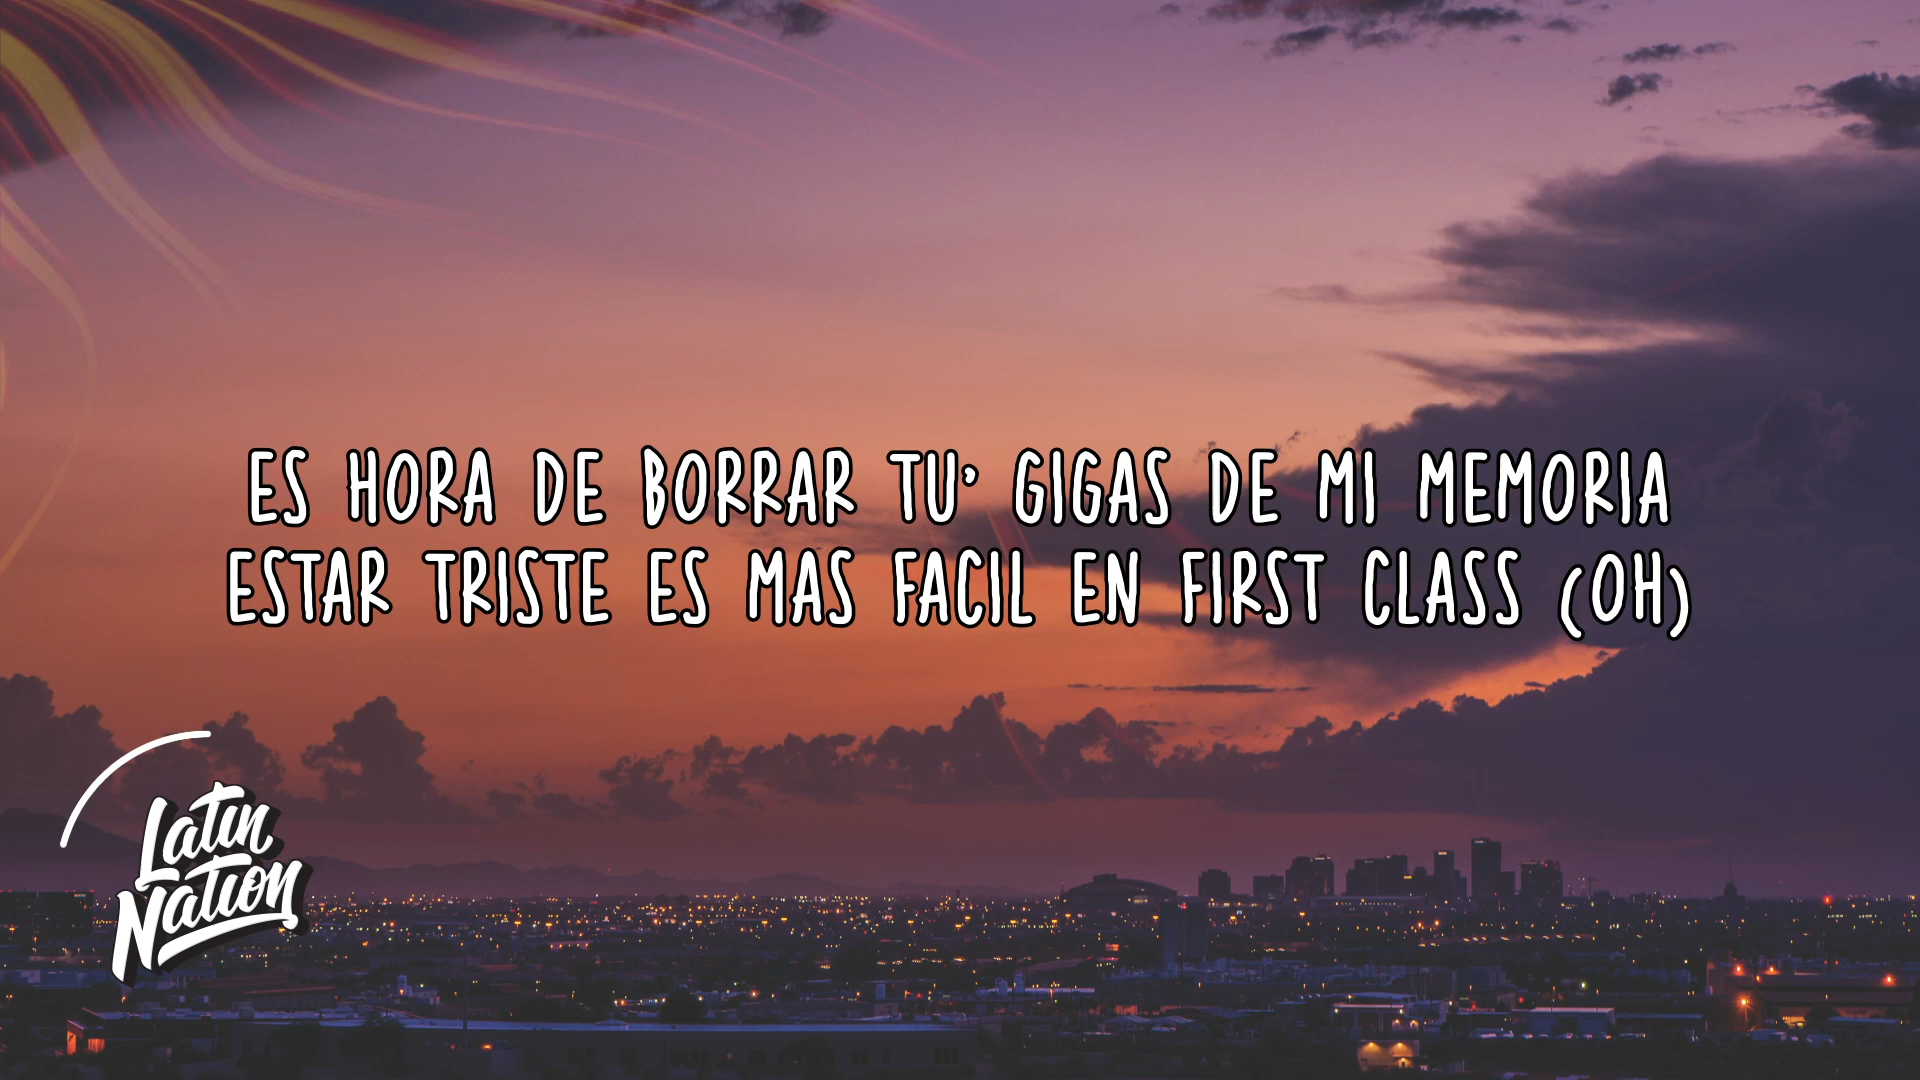 ES HORA DE BORRAR TU' GIGAS DE MI MEMORIA
ESTAR TRISTE ES MAS FACIL EN FIRST CLASS (OH)
Latin
Nation